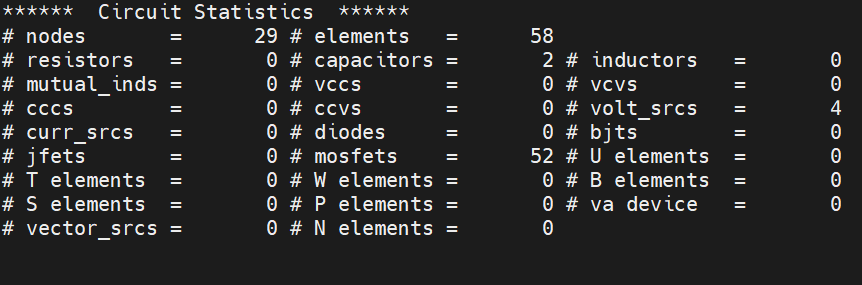 ******  Circuit Statistics  ******
# nodes       =      29 # elements   =      58
# resistors   =       0 # capacitors =       2 # inductors   =       0
# mutual_inds =       0 # vccs       =       0 # vcvs        =       0
# cccs        =       0 # ccvs       =       0 # volt_srcs   =       4
# curr_srcs   =       0 # diodes     =       0 # bjts        =       0
# jfets       =       0 # mosfets    =      52 # U elements  =       0
# T elements  =       0 # W elements =       0 # B elements  =       0
# S elements  =       0 # P elements =       0 # va device   =       0
# vector_srcs =       0 # N elements =       0